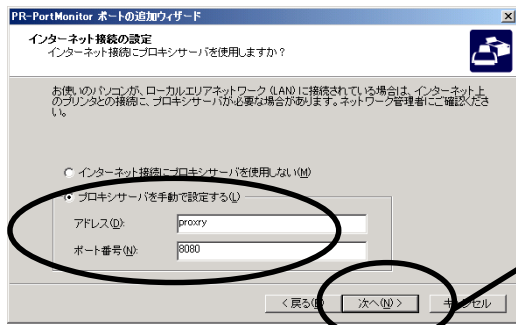 PR-PortMonitor ポートの追加ウィザード
インターネット接続の設定
インターネット接続にプロキシサーバを使用しますか？
お使いのパソコンが、ローカルエリアネットワーク (LAN) に接続されている場合は、インターネット上
のプリンタとの接続に、プロキシサーバが必要な場合があります。ネットワーク管理者にご確認くださ
い。
インターネット接続にプロキシサーバを使用しない(M)
プロキシサーバを手動で設定する(L)
アドレス(D): proxry
ポート番号(N): 8080
< 戻る 次へ(N) > キャンセル